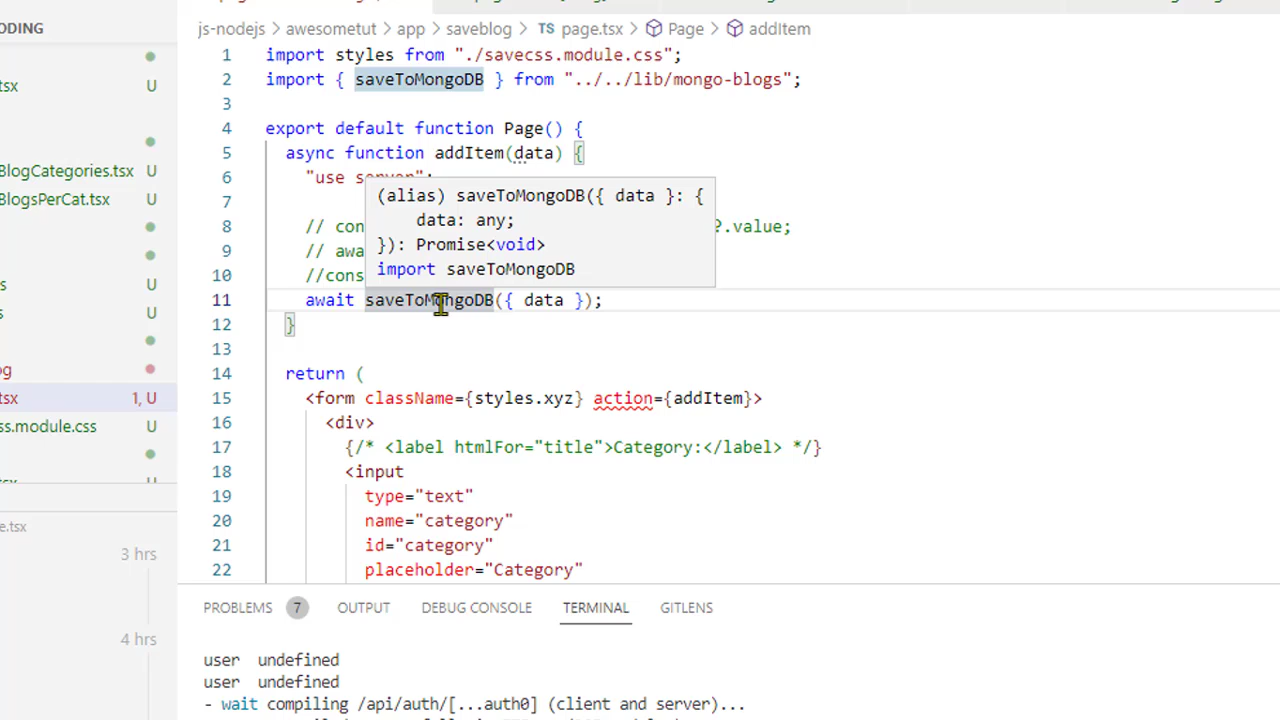 ODING
js-nodejs > awesometut > app > saveblog > TS page.tsx > Page > addItem
1 import styles from "./savecss.module.css";
2 import { saveToMongoDB } from "../../lib/mongo-blogs";
3
4 export default function Page() {
5 async function addItem(data) {
6 "use server";
7
8 // con ?.value;
9 // awa
10 //cons
(alias) saveToMongoDB({ data }: {
data: any;
}): Promise<void>
import saveToMongoDB
11 await saveToMongoDB({ data });
12 }
13
14 return (
15 <form className={styles.xyz} action={addItem}>
16 <div>
17 {/* <label htmlFor="title">Category:</label> */}
18 <input
19 type="text"
20 name="category"
21 id="category"
22 placeholder="Category"
tsx U
BlogCategories.tsx U
BlogsPerCat.tsx U
s U
s U
og
tsx 1, U
ss.module.css U
e.tsx
3 hrs
4 hrs
PROBLEMS 7 OUTPUT DEBUG CONSOLE TERMINAL GITLENS
user undefined
user undefined
- wait compiling /api/auth/[...auth0] (client and server)...